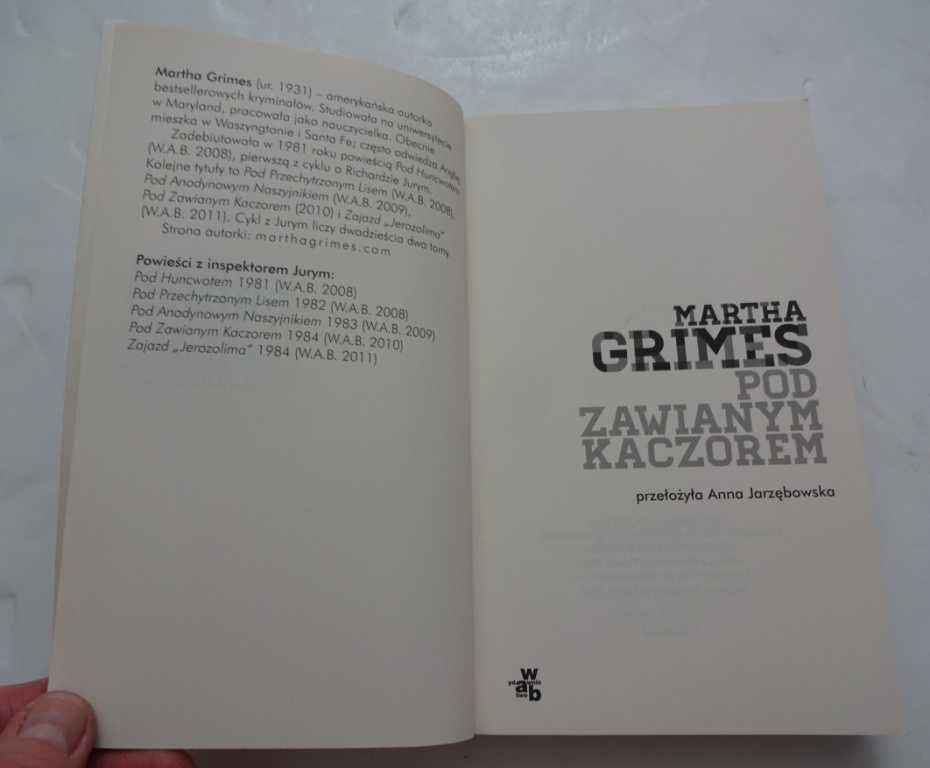 Martha Grimes (ur. 1931) – amerykańska autorka
bestsellerowych kryminałów. Studiowała na uniwersytecie
w Maryland, pracowała jako nauczycielka. Obecnie
mieszka w Waszyngtonie i Santa Fe; często odwiedza Anglię.
Zadebiutowała w 1981 roku powieścią Pod Huncwotem
(W.A.B. 2008), pierwszą z cyklu o Richardzie Jurym.
Kolejne tytuły to Pod Przechytrzonym Lisem (W.A.B. 2008),
Pod Anodynowym Naszyjnikiem (W.A.B. 2009),
Pod Zawianym Kaczorem (2010) i Zajazd „Jerozolima”
(W.A.B. 2011). Cykl z Jurym liczy dwadzieścia dwa tomy.
Strona autorki: marthagrimes.com
Powieści z inspektorem Jurym:
Pod Huncwotem 1981 (W.A.B. 2008)
Pod Przechytrzonym Lisem 1982 (W.A.B. 2008)
Pod Anodynowym Naszyjnikiem 1983 (W.A.B. 2009)
Pod Zawianym Kaczorem 1984 (W.A.B. 2010)
Zajazd „Jerozolima” 1984 (W.A.B. 2011)
MARTHA
GRIMES
POD
ZAWIANYM
KACZOREM
przełożyła Anna Jarzębowska
w
a
b